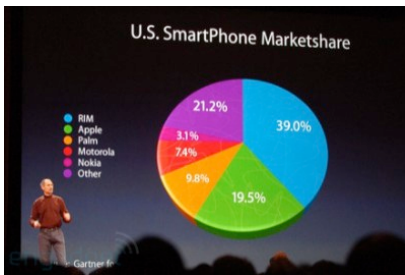 U.S. SmartPhone Marketshare
RIM
Apple
Palm
Motorola
Nokia
Other
21.2%
39.0%
3.1%
7.4%
9.8%
19.5%
Gartner